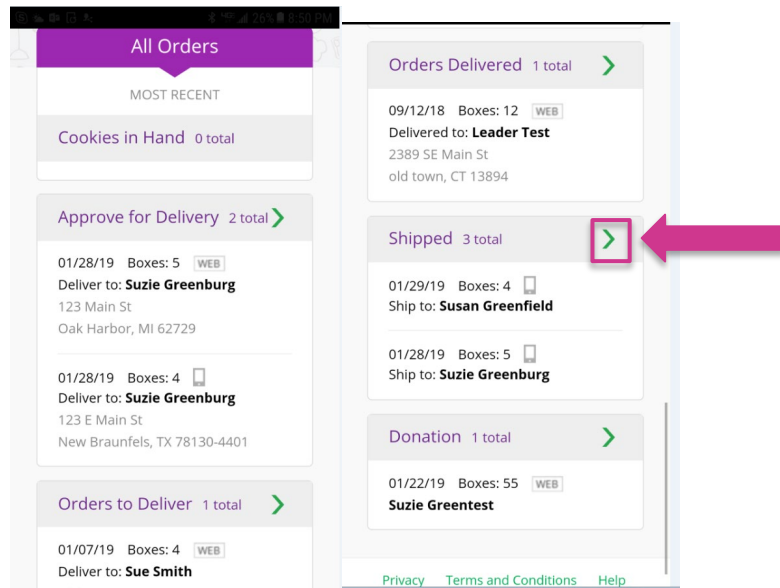 26% 8:50 PM
All Orders
MOST RECENT
Cookies in Hand 0 total
Approve for Delivery 2 total
01/28/19 Boxes: 5 WEB
Deliver to: Suzie Greenburg
123 Main St
Oak Harbor, MI 62729
01/28/19 Boxes: 4
Deliver to: Suzie Greenburg
123 E Main St
New Braunfels, TX 78130-4401
Orders to Deliver 1 total
01/07/19 Boxes: 4 WEB
Deliver to: Sue Smith
Orders Delivered 1 total
09/12/18 Boxes: 12 WEB
Delivered to: Leader Test
2389 SE Main St
old town, CT 13894
Shipped 3 total
01/29/19 Boxes: 4
Ship to: Susan Greenfield
01/28/19 Boxes: 5
Ship to: Suzie Greenburg
Donation 1 total
01/22/19 Boxes: 55 WEB
Suzie Greentest
Privacy Terms and Conditions Help